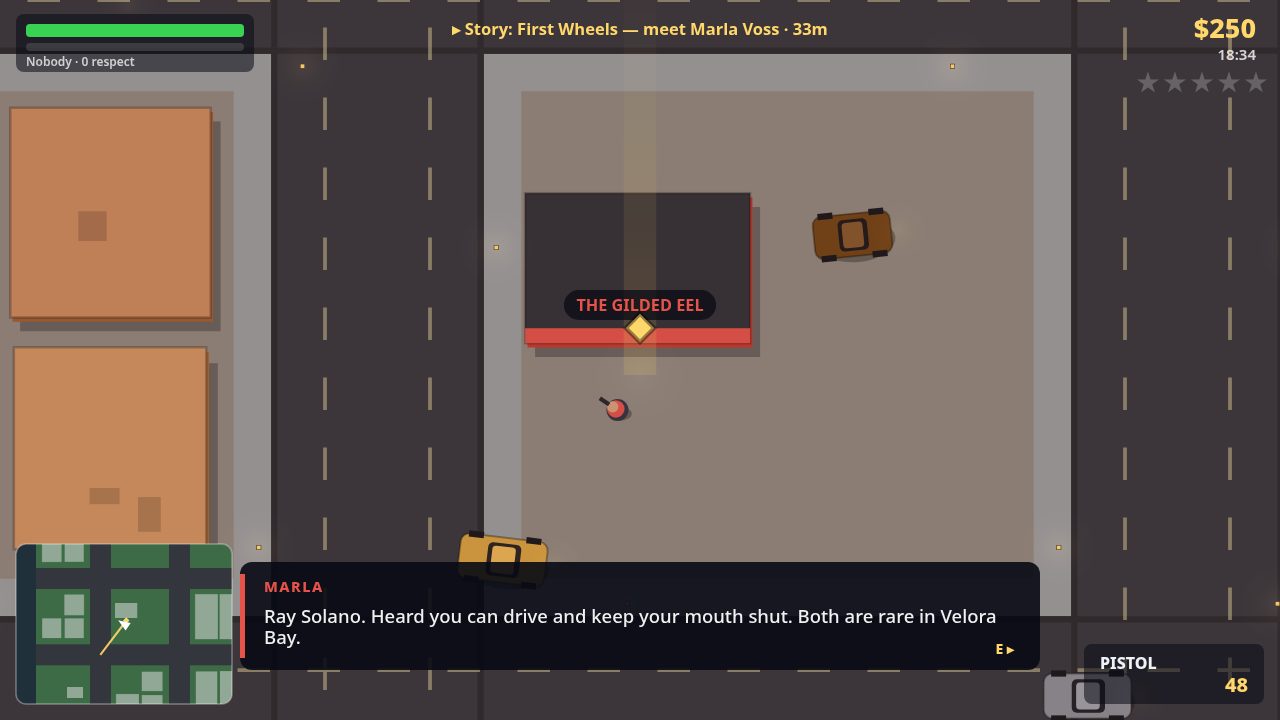 ▸ Story: First Wheels — meet Marla Voss · 33m
$250
18:34
Nobody · 0 respect
THE GILDED EEL
MARLA
Ray Solano. Heard you can drive and keep your mouth shut. Both are rare in Velora
Bay.
E ▸
PISTOL
48